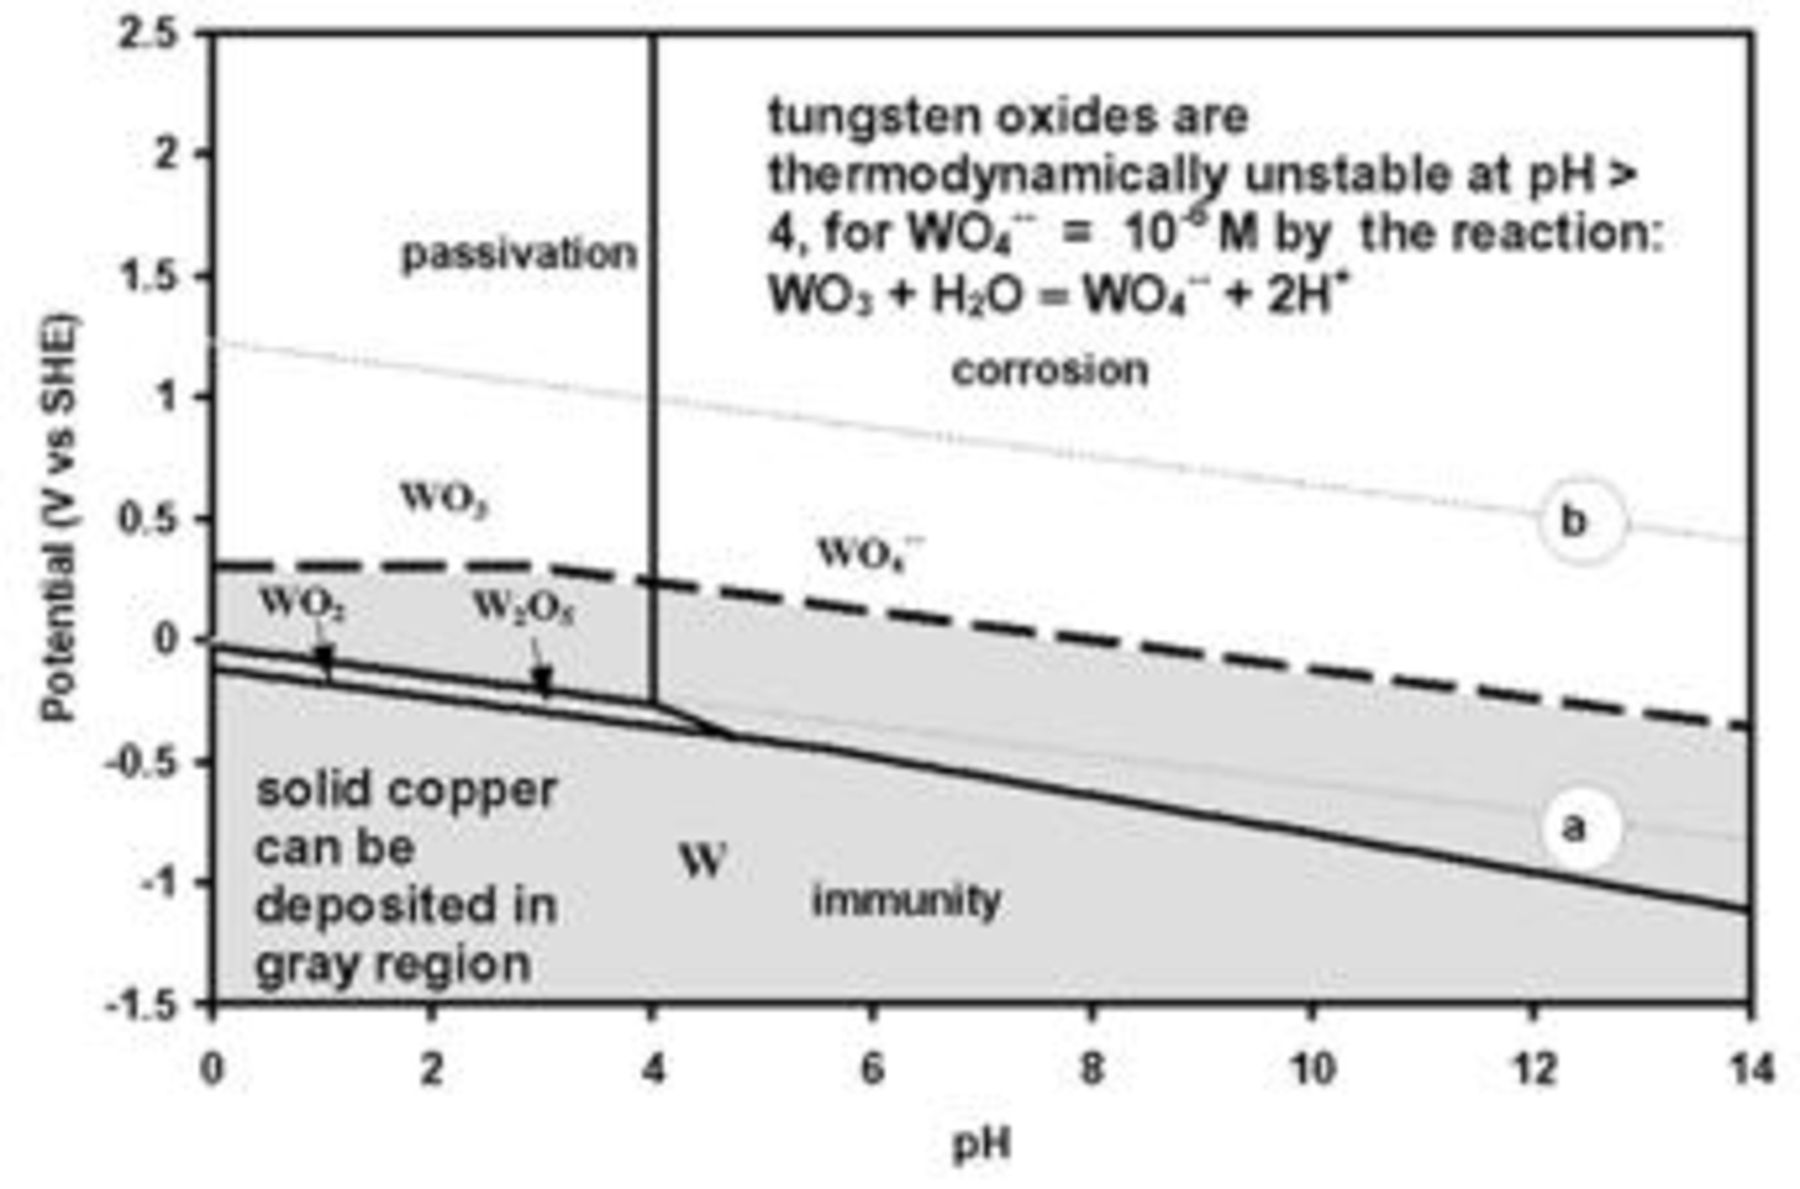 2.5
tungsten oxides are
2
thermodynamically unstable at pH >
4, for WO₄⁻⁻ = 10⁻⁶ M by the reaction:
passivation
1.5
WO₃ + H₂O = WO₄⁻⁻ + 2H⁺
corrosion
1
WO₃
0.5
b
WO₄⁻⁻
WO₂
W₂O₅
0
Potential (V vs SHE)
-0.5
solid copper
can be
deposited in
gray region
a
W
immunity
-1
-1.5
0 2 4 6 8 10 12 14
pH